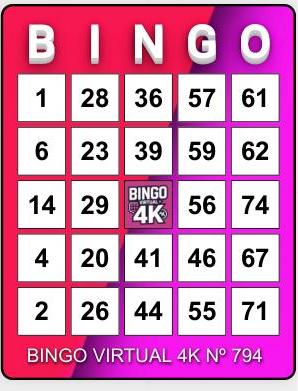 B I N G O
1 28 36 57 61
6 23 39 59 62
14 29 BINGO VIRTUAL 4K 56 74
4 20 41 46 67
2 26 44 55 71
BINGO VIRTUAL 4K Nº 794